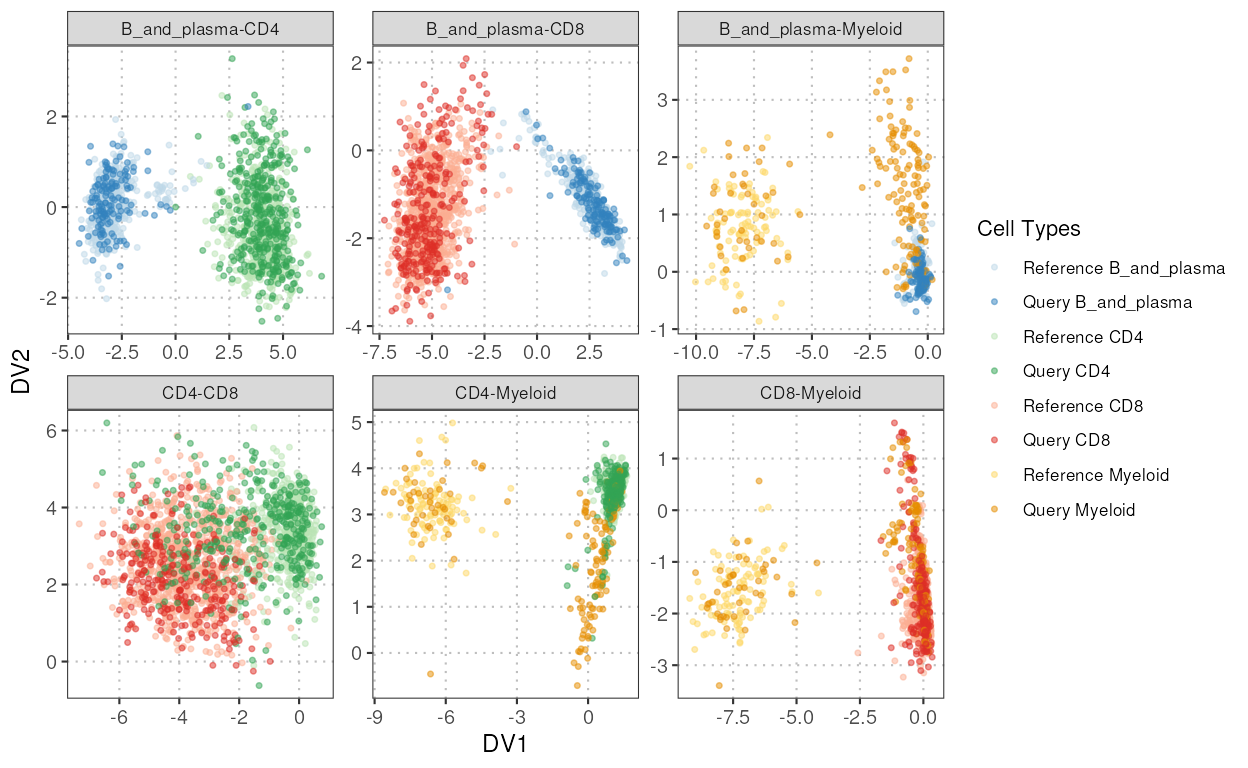 B_and_plasma-CD4
B_and_plasma-CD8
B_and_plasma-Myeloid
2
0
-2
2
0
-2
-4
3
2
1
0
-1
-5.0 -2.5 0.0 2.5 5.0
-7.5 -5.0 -2.5 0.0 2.5
-10.0 -7.5 -5.0 -2.5 0.0
CD4-CD8
CD4-Myeloid
CD8-Myeloid
6
4
2
0
5
4
3
2
1
0
1
0
-1
-2
-3
-6 -4 -2 0
-9 -6 -3 0
-7.5 -5.0 -2.5 0.0
DV2
DV1
Cell Types
Reference B_and_plasma
Query B_and_plasma
Reference CD4
Query CD4
Reference CD8
Query CD8
Reference Myeloid
Query Myeloid